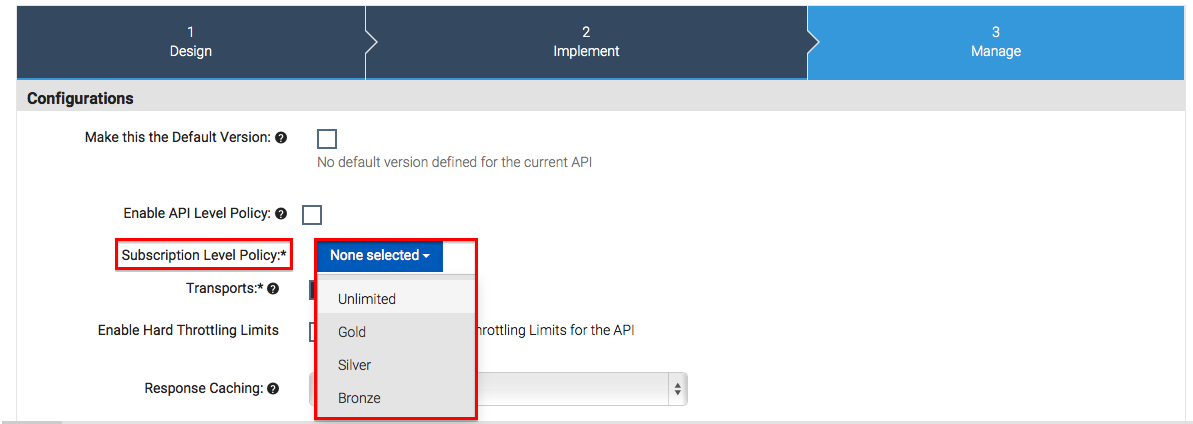 1
Design
2
Implement
3
Manage
Configurations
Make this the Default Version: ?
No default version defined for the current API
Enable API Level Policy: ?
Subscription Level Policy:* None selected
Transports:* ?
Unlimited
Enable Hard Throttling Limits hrottling Limits for the API
Gold
Silver
Response Caching: ?
Bronze